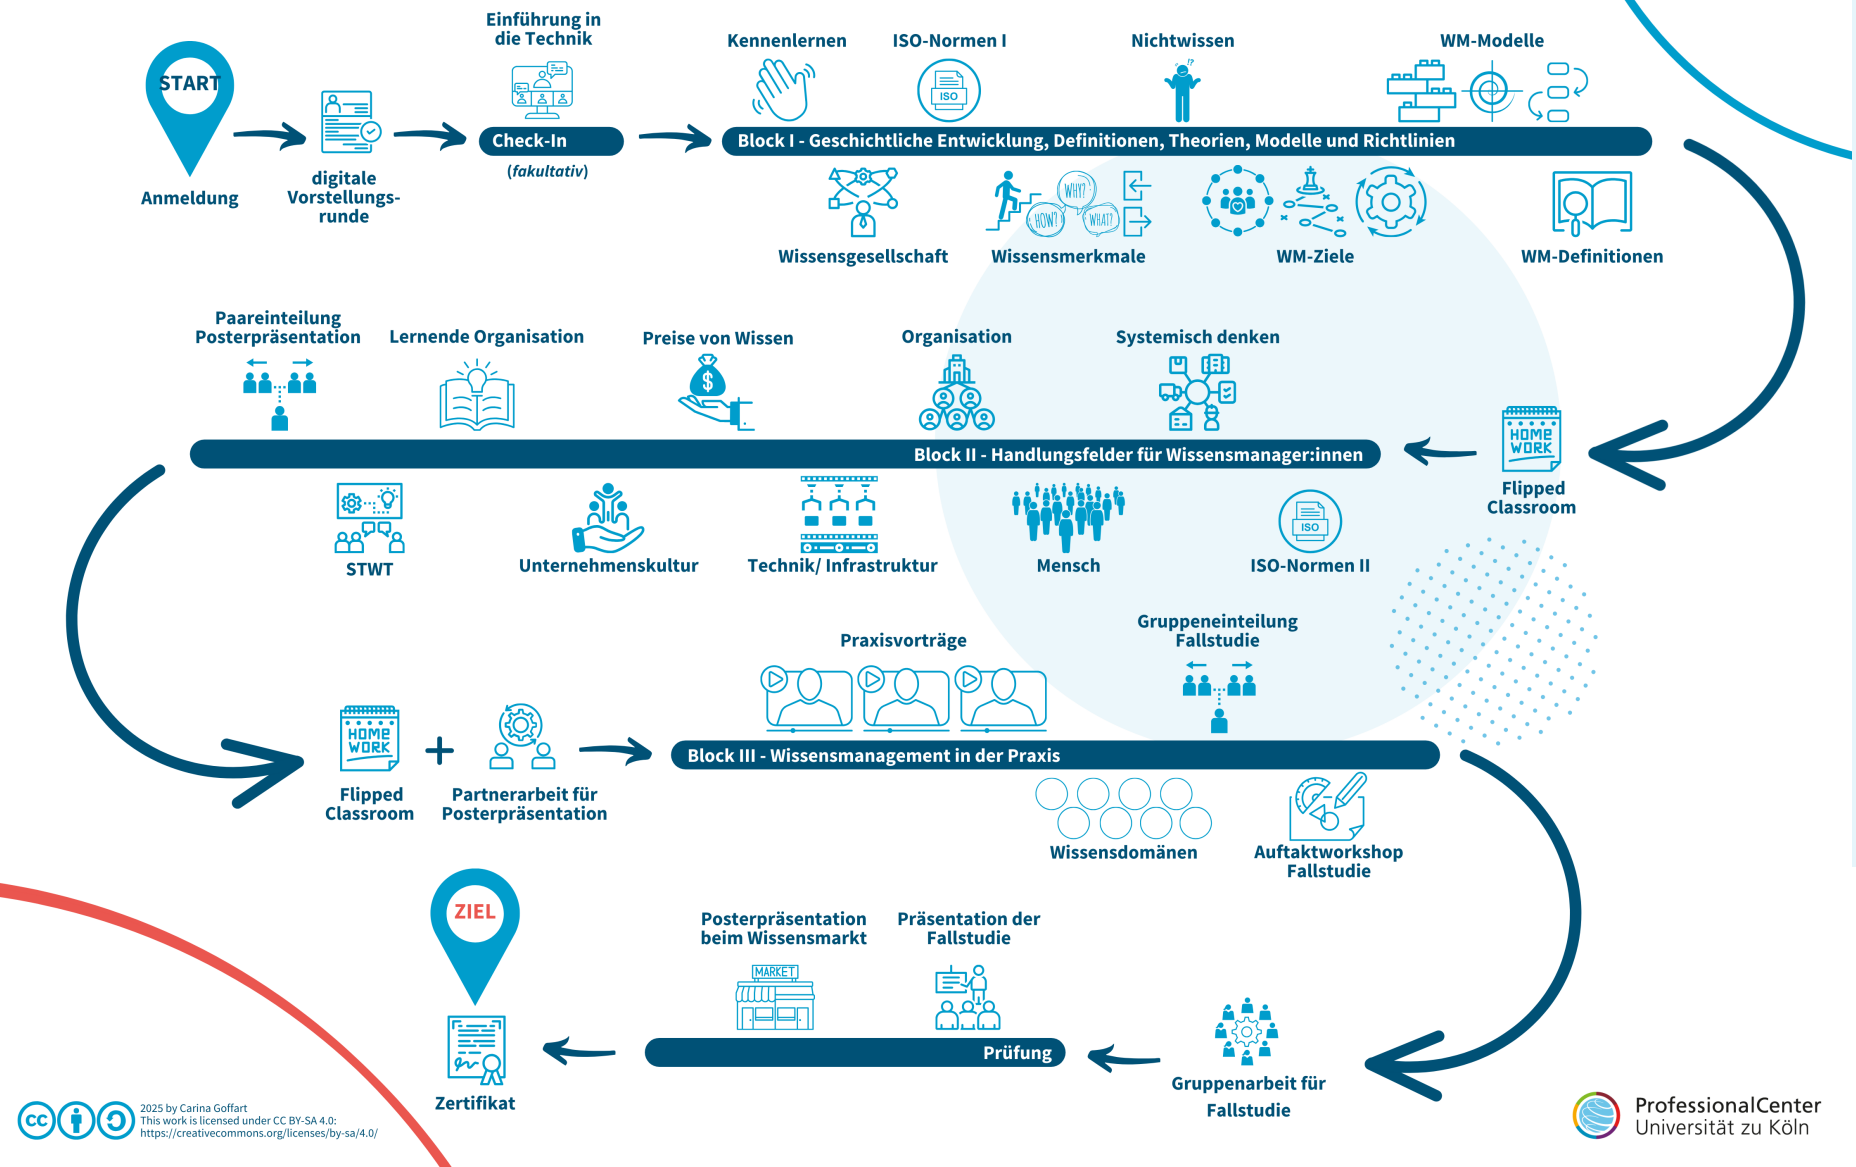 START
Anmeldung
digitale
Vorstellungs-
runde
Einführung in
die Technik
Check-In
(fakultativ)
Kennenlernen
ISO-Normen I
ISO
Nichtwissen
!?
WM-Modelle
Block I - Geschichtliche Entwicklung, Definitionen, Theorien, Modelle und Richtlinien
WHY?
HOW?
WHAT?
Wissensgesellschaft
Wissensmerkmale
WM-Ziele
WM-Definitionen
Paareinteilung
Posterpräsentation
Lernende Organisation
Preise von Wissen
$
Organisation
Systemisch denken
HOME
WORK
Flipped
Classroom
Block II - Handlungsfelder für Wissensmanager:innen
STWT
Unternehmenskultur
Technik/ Infrastruktur
Mensch
ISO
ISO-Normen II
Praxisvorträge
Gruppeneinteilung
Fallstudie
HOME
WORK
Flipped
Classroom
+
Partnerarbeit für
Posterpräsentation
Block III - Wissensmanagement in der Praxis
Wissensdomänen
Auftaktworkshop
Fallstudie
ZIEL
Zertifikat
Posterpräsentation
beim Wissensmarkt
MARKET
Präsentation der
Fallstudie
Prüfung
Gruppenarbeit für
Fallstudie
cc
2025 by Carina Goffart
This work is licensed under CC BY-SA 4.0:
https://creativecommons.org/licenses/by-sa/4.0/
ProfessionalCenter
Universität zu Köln